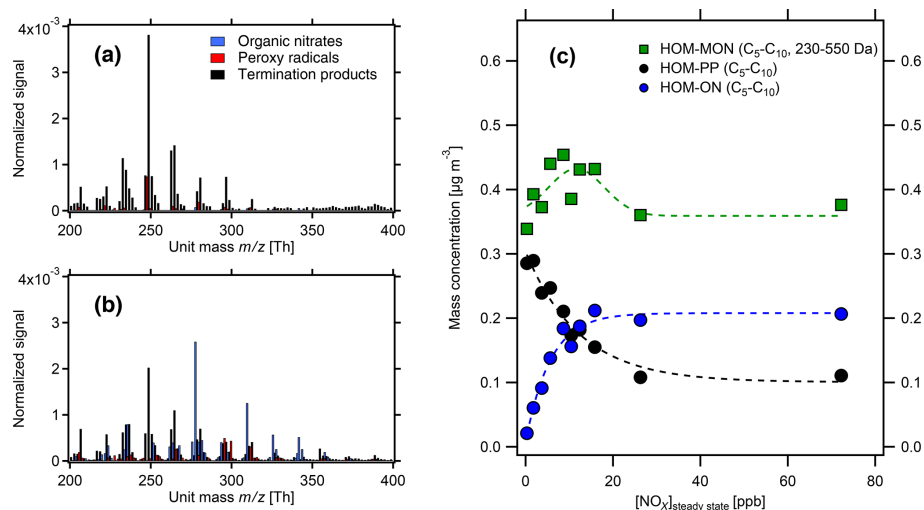 4x10⁻³
3
2
1
0
Normalized signal
(a)
Organic nitrates
Peroxy radicals
Termination products
200
250
300
350
400
Unit mass m/z [Th]
4x10⁻³
3
2
1
0
Normalized signal
(b)
200
250
300
350
400
Unit mass m/z [Th]
(c)
HOM-MON (C₅-C₁₀, 230-550 Da)
HOM-PP (C₅-C₁₀)
HOM-ON (C₅-C₁₀)
Mass concentration [µg m⁻³]
0.6
0.5
0.4
0.3
0.2
0.1
0.0
0.6
0.5
0.4
0.3
0.2
0.1
0.0
0
20
40
60
80
[NOX]steady state [ppb]